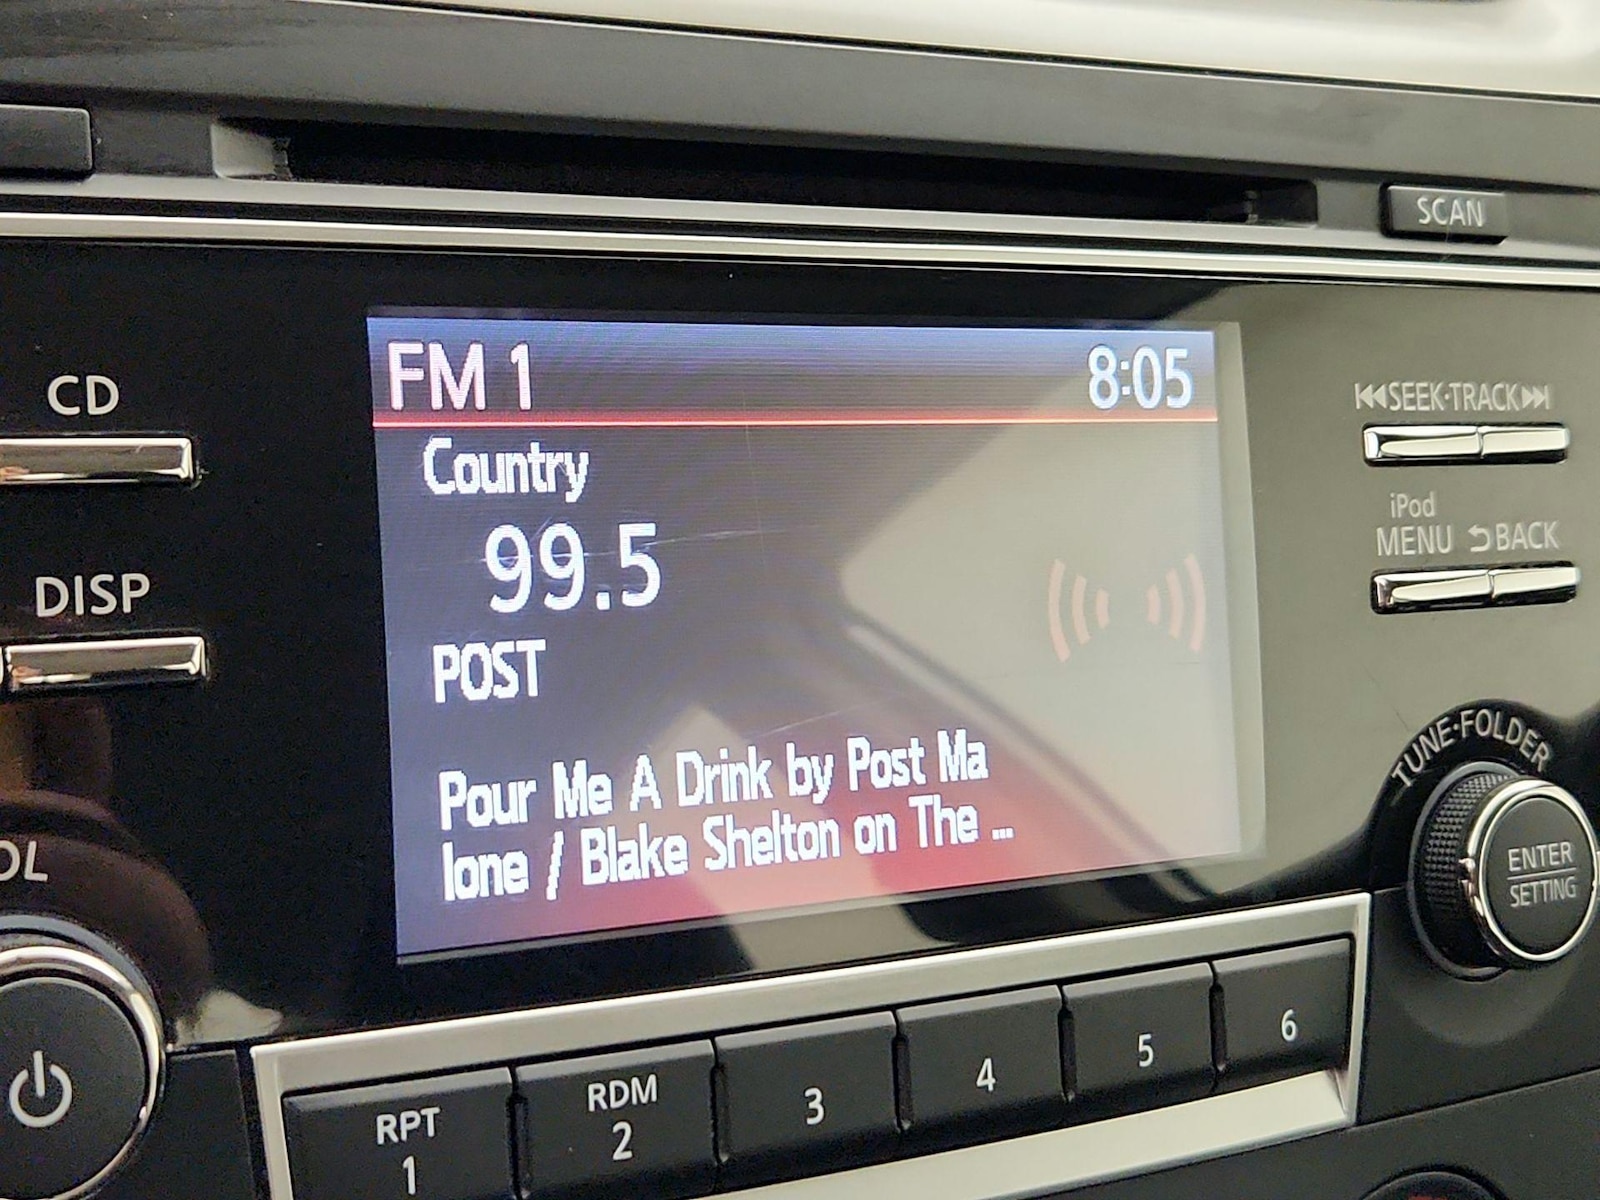 SCAN
CD
FM 1 8:05
⏮SEEK·TRACK⏭
Country
iPod
MENU ⮌BACK
99.5
DISP
POST
TUNE·FOLDER
Pour Me A Drink by Post Ma
lone / Blake Shelton on The ...
OL
ENTER
SETTING
RPT
1
RDM
2
3
4
5
6